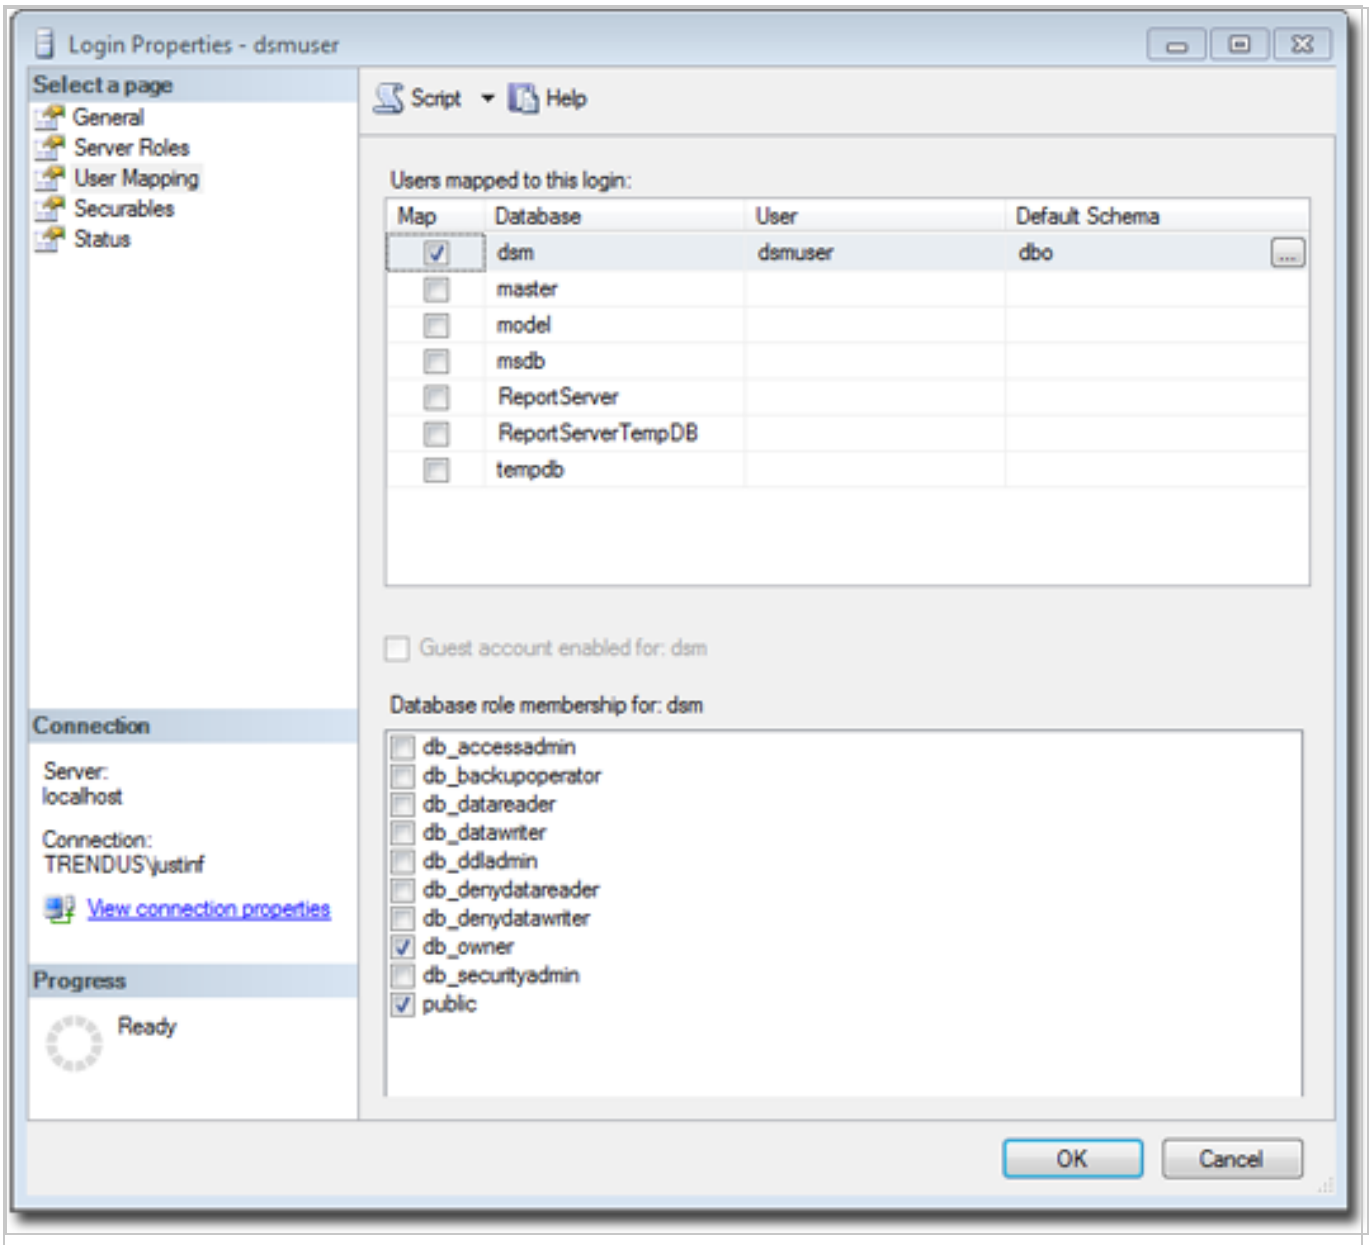 Login Properties - dsmuser
Select a page
General
Server Roles
User Mapping
Securables
Status
Connection
Server:
localhost
Connection:
TRENDUS\justinf
View connection properties
Progress
Ready
Script Help
Users mapped to this login:
Map Database User Default Schema
dsm dsmuser dbo ...
master
model
msdb
ReportServer
ReportServerTempDB
tempdb
Guest account enabled for: dsm
Database role membership for: dsm
db_accessadmin
db_backupoperator
db_datareader
db_datawriter
db_ddladmin
db_denydatareader
db_denydatawriter
db_owner
db_securityadmin
public
OK Cancel